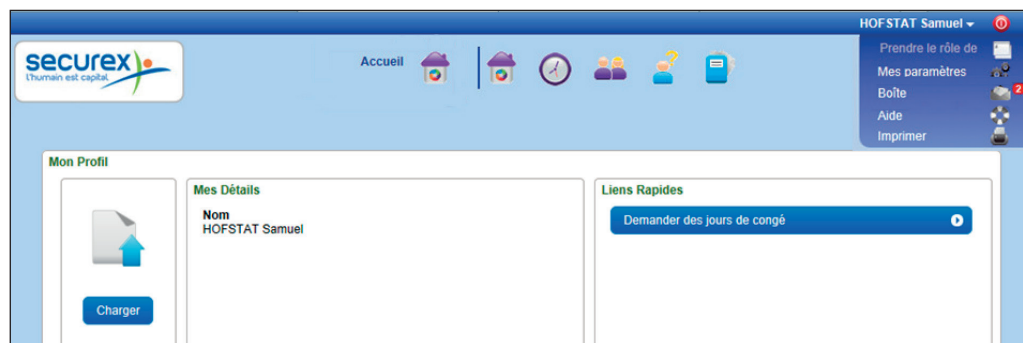 HOFSTAT Samuel
securex
L'humain est capital
Accueil
Prendre le rôle de
Mes paramètres
Boîte
2
Aide
Imprimer
Mon Profil
Mes Détails
Nom
HOFSTAT Samuel
Charger
Liens Rapides
Demander des jours de congé